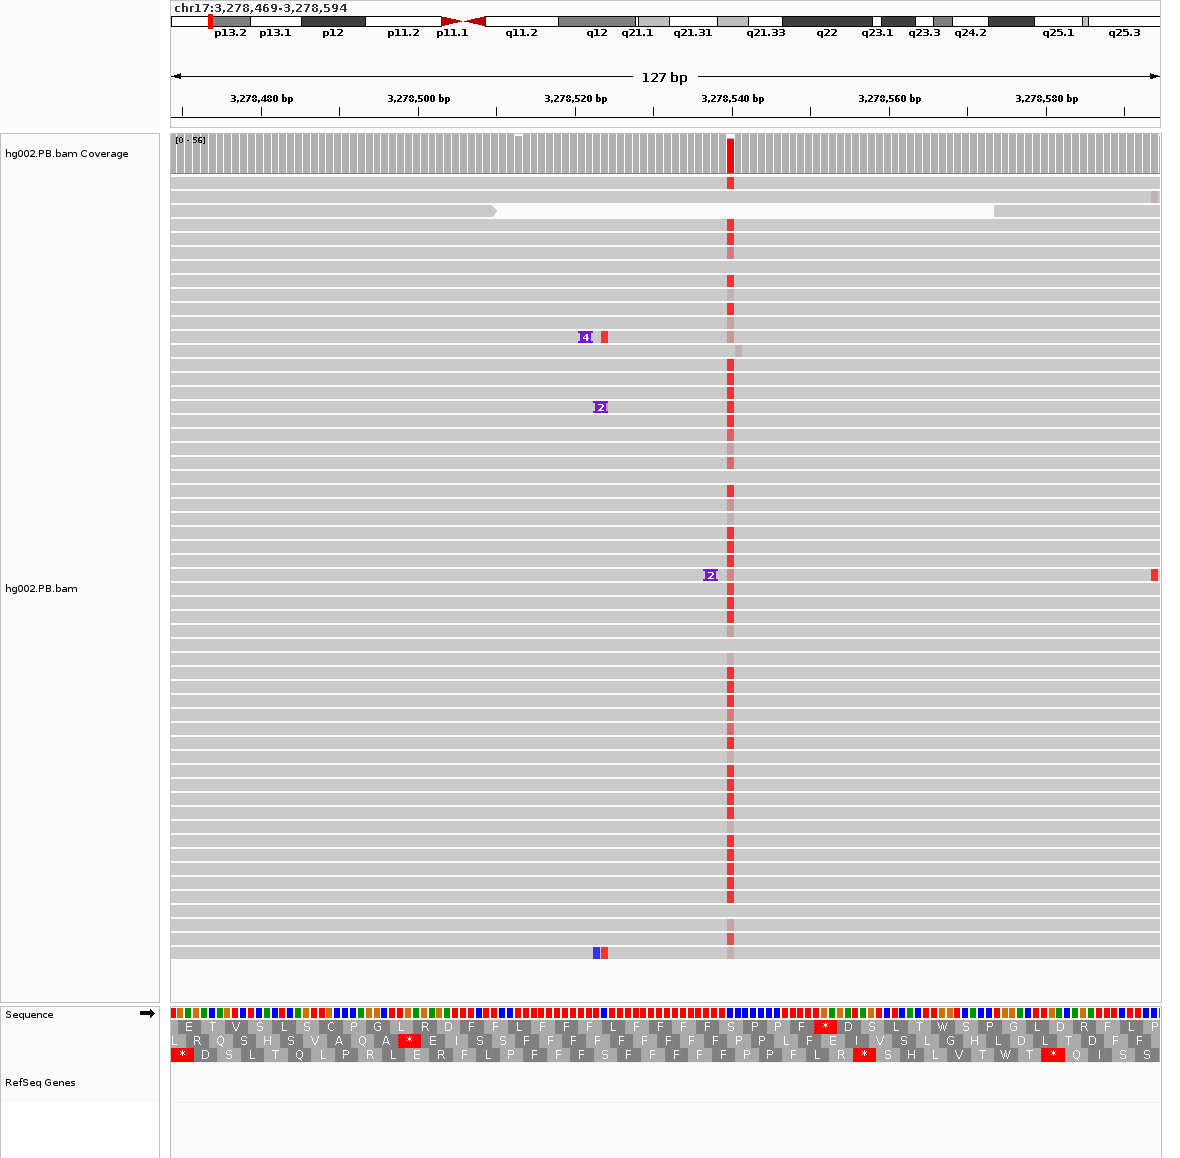 chr17:3,278,469-3,278,594
p13.2 p13.1 p12 p11.2 p11.1 q11.2 q12 q21.1 q21.31 q21.33 q22 q23.1 q23.3 q24.2 q25.1 q25.3
127 bp
3,278,480 bp 3,278,500 bp 3,278,520 bp 3,278,540 bp 3,278,560 bp 3,278,580 bp
[0 - 56]
hg002.PB.bam Coverage
4
2
2
hg002.PB.bam
Sequence
E T V S L S C P G L R D F F L F F F L F F F F S P P F * D S L T W S P G L D R F L P
L R Q S H S V A Q A * E I S S F F F F F F F F F P P L F E I V S L G H L D L T D F F
* D S L T Q L P R L E R F L P F F F S F F F F F P P F L R * S H L V T W T * Q I S S
RefSeq Genes